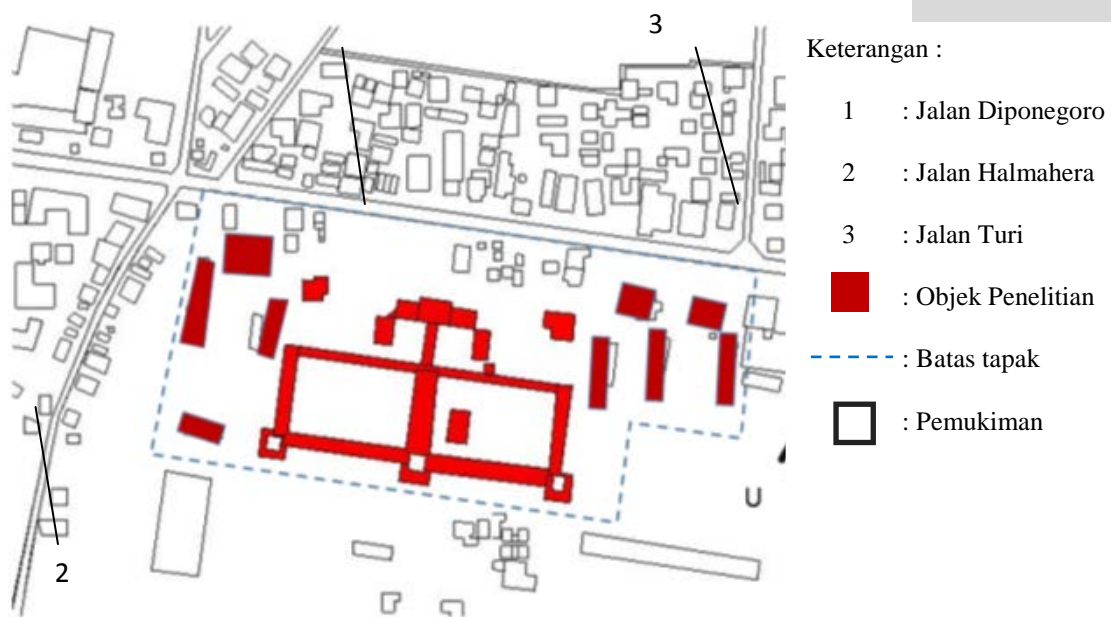 3
Keterangan :
1 : Jalan Diponegoro
2 : Jalan Halmahera
3 : Jalan Turi
: Objek Penelitian
: Batas tapak
: Pemukiman
U
2